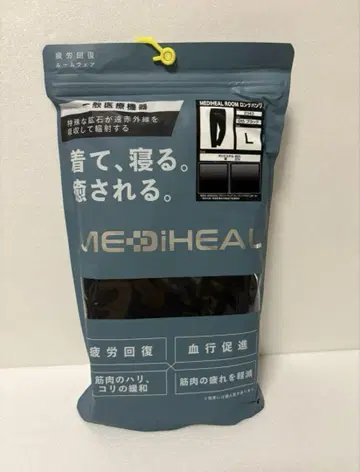 疲労回復
ルームウェア
一般医療機器
特殊な鉱石が遠赤外線を
吸収して輻射する
MEDiHEAL ROOM ロングパンツ
L
着て、寝る。
癒される。
MEDiHEAL
疲労回復
血行促進
筋肉のハリ、
コリの緩和
筋肉の疲れを軽減